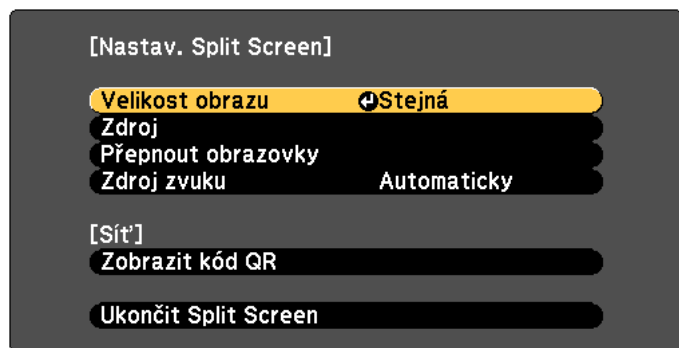 [Nastav. Split Screen]
Velikost obrazu Stejná
Zdroj
Přepnout obrazovky
Zdroj zvuku Automaticky
[Síť]
Zobrazit kód QR
Ukončit Split Screen